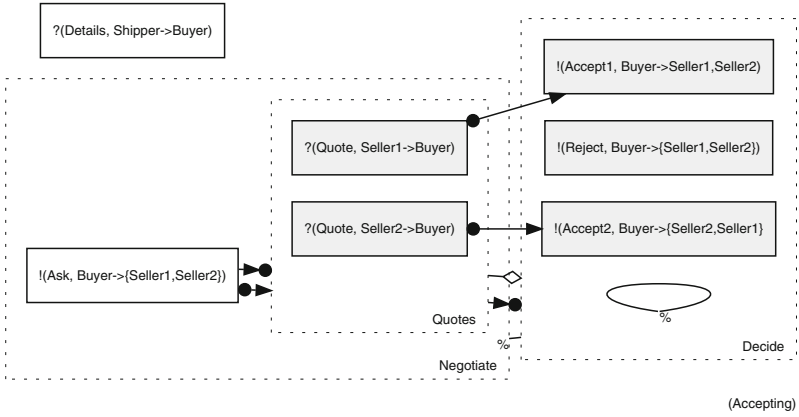 ?(Details, Shipper->Buyer)
!(Accept1, Buyer->Seller1,Seller2)
?(Quote, Seller1->Buyer)
!(Reject, Buyer->{Seller1,Seller2})
?(Quote, Seller2->Buyer)
!(Accept2, Buyer->{Seller2,Seller1}
!(Ask, Buyer->{Seller1,Seller2})
%
Quotes
%
Decide
Negotiate
(Accepting)